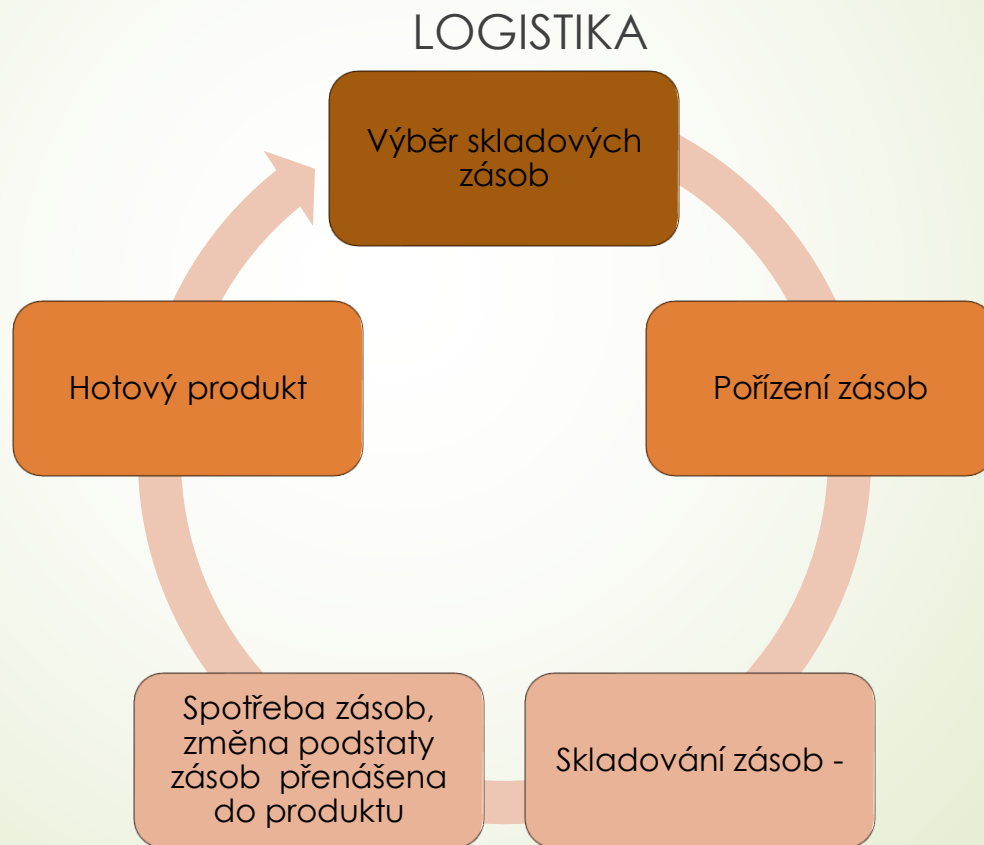 LOGISTIKA
Výběr skladových
zásob
Pořízení zásob
Skladování zásob -
Spotřeba zásob,
změna podstaty
zásob  přenášena
do produktu
Hotový produkt